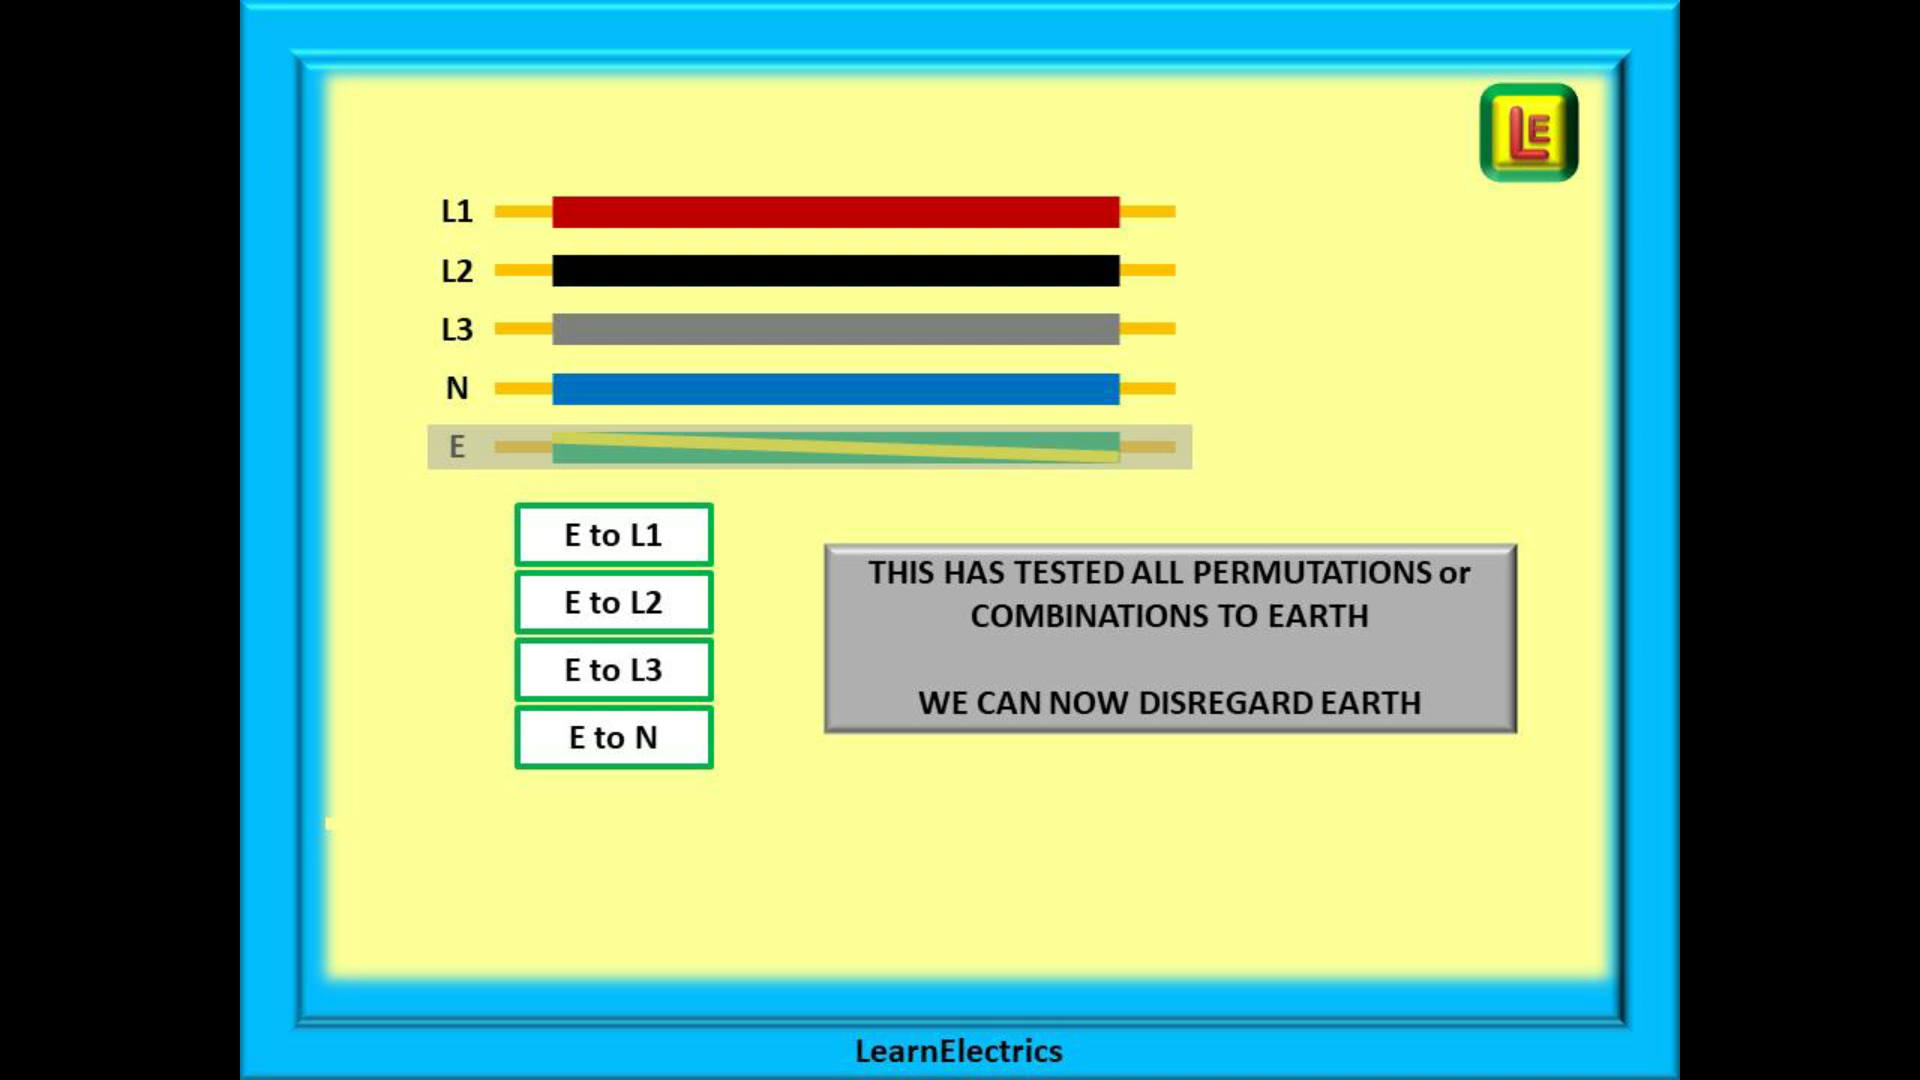 LE
L1
L2
L3
N
E
E to L1
E to L2
E to L3
E to N
THIS HAS TESTED ALL PERMUTATIONS or
COMBINATIONS TO EARTH
WE CAN NOW DISREGARD EARTH
LearnElectrics